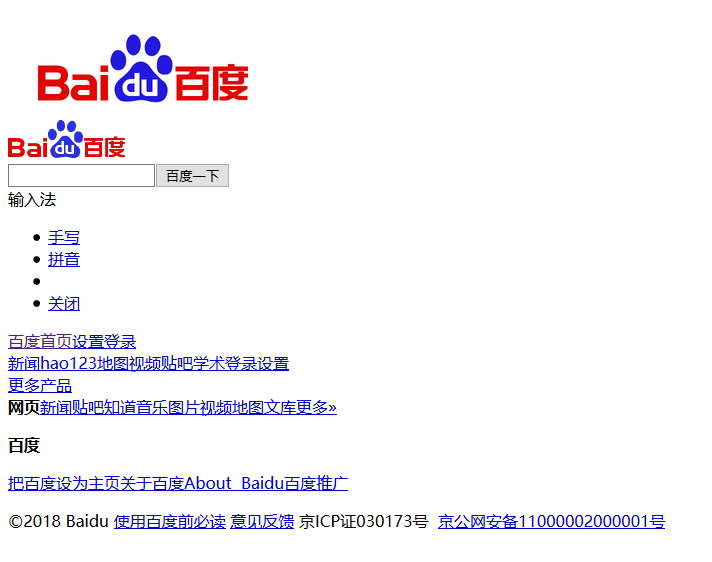 Baidu百度
Baidu百度
百度一下
输入法
手写
拼音
关闭
百度首页设置登录
新闻hao123地图视频贴吧学术登录设置
更多产品
网页新闻贴吧知道音乐图片视频地图文库更多»
百度
把百度设为主页关于百度About Baidu百度推广
©2018 Baidu 使用百度前必读 意见反馈 京ICP证030173号 京公网安备11000002000001号